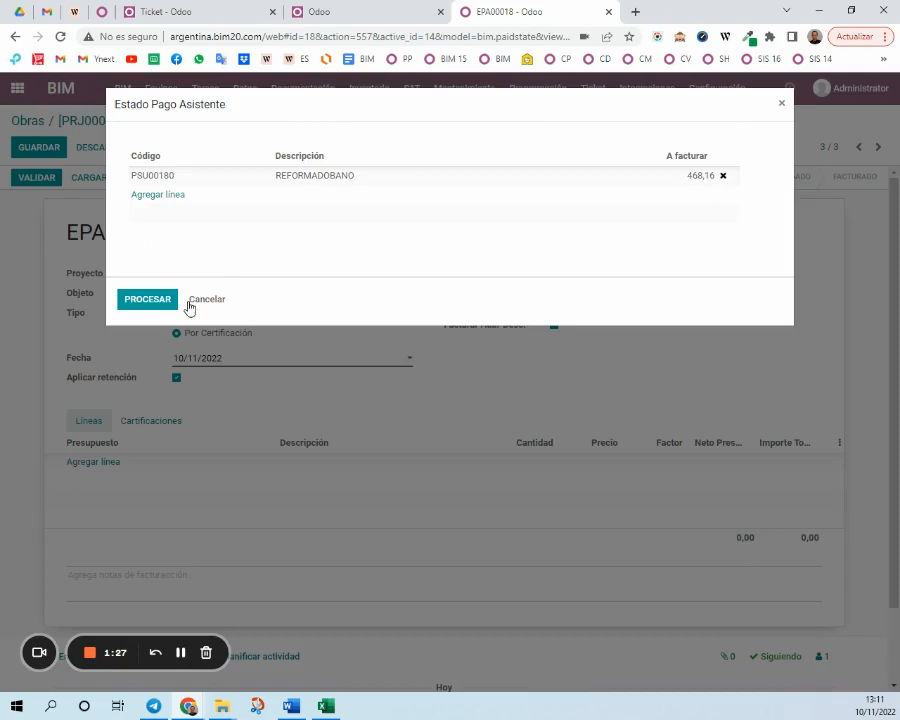 Ticket - Odoo
Odoo
EPA00018 - Odoo
No es seguro
argentina.bim20.com/web#id=18&action=557&active_id=14&model=bim.paidstate&view...
Actualizar
Ynext
ES
BIM
PP
BIM 15
BIM
CP
CD
CM
CV
SH
SIS 16
SIS 14
BIM
Administrator
Obras / [PRJ000
GUARDAR
DESCA
3 / 3
VALIDAR
CARGAR
FACTURADO
Estado Pago Asistente
Código
Descripción
A facturar
PSU00180
REFORMADOBANO
468,16
Agregar línea
PROCESAR
Cancelar
EPA
Proyecto
Objeto
Tipo
Por Certificación
Fecha
10/11/2022
Aplicar retención
Líneas
Cartificaciones
Presupuesto
Descripción
Cantidad
Precio
Factor
Neto Pres...
Importe To...
Agregar línea
0,00
0,00
Agrega notas de facturacción
1:27
anificar actividad
0
Siguiendo
1
Hoy
13:11
10/11/2022